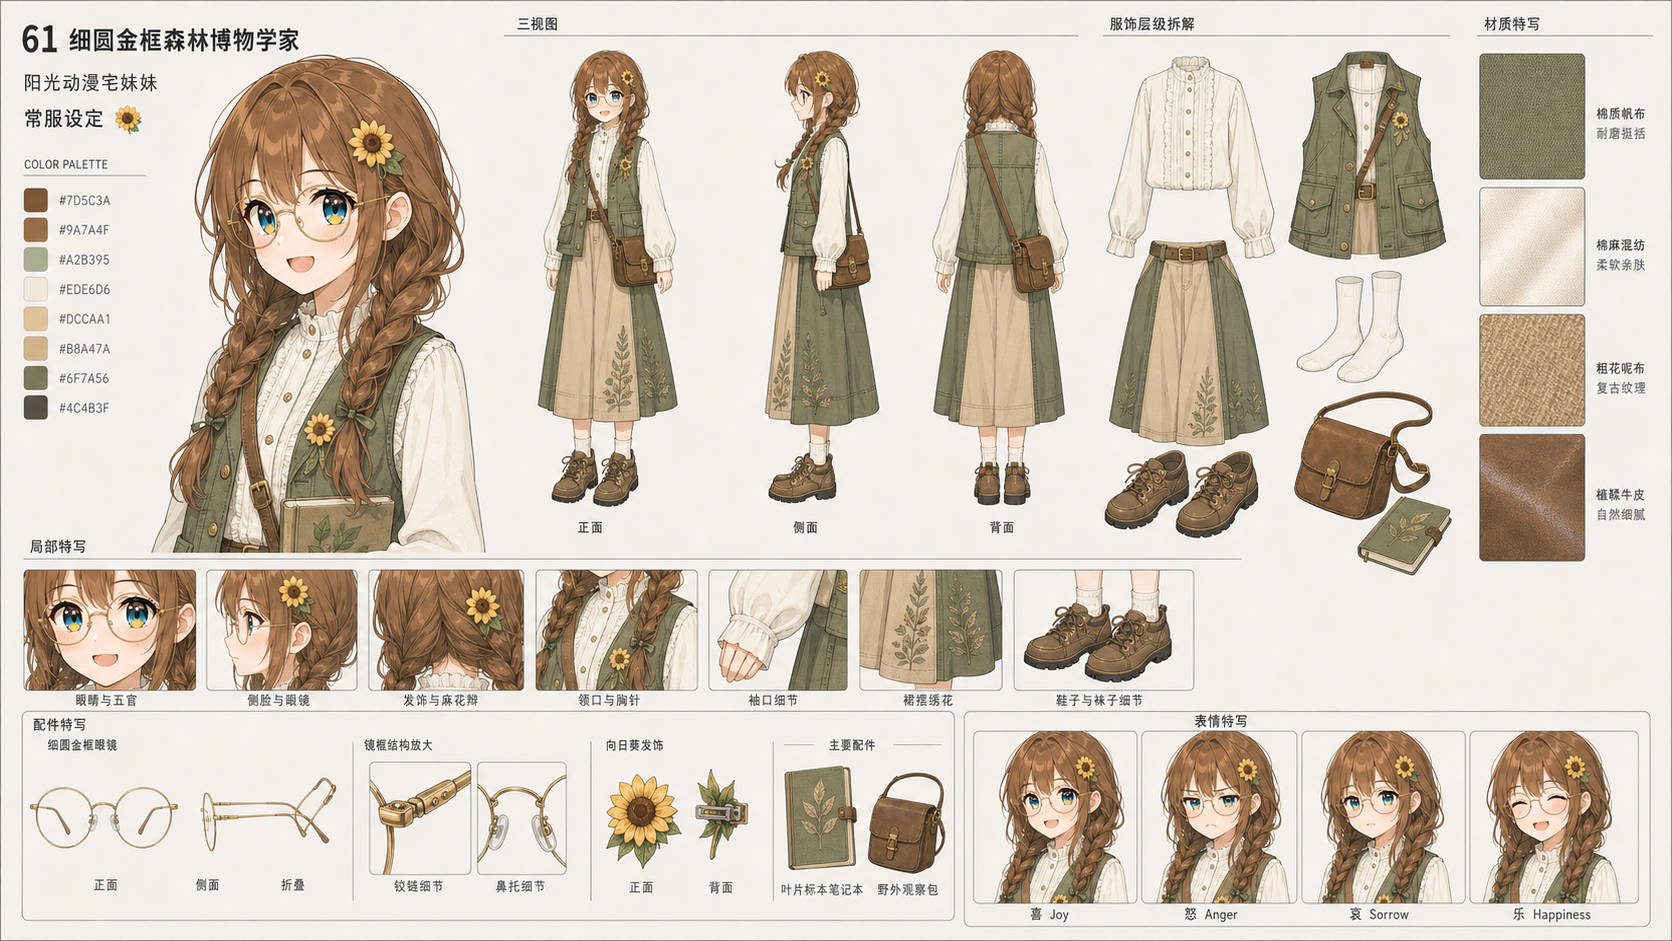 61 细圆金框森林博物学家
阳光动漫宅妹妹
常服设定
COLOR PALETTE
#7D5C3A
#9A7A4F
#A2B395
#EDE6D6
#DCCAA1
#B8A47A
#6F7A56
#4C4B3F
三视图
正面
侧面
背面
服饰层级拆解
材质特写
棉质帆布
耐磨挺括
棉麻混纺
柔软亲肤
粗花呢布
复古纹理
植鞣牛皮
自然细腻
局部特写
眼睛与五官
侧脸与眼镜
发饰与麻花辫
领口与胸针
袖口细节
裙摆绣花
鞋子与袜子细节
配件特写
细圆金框眼镜
正面
侧面
折叠
镜框结构放大
铰链细节
鼻托细节
向日葵发饰
正面
背面
主要配件
叶片标本笔记本
野外观察包
表情特写
喜 Joy
怒 Anger
哀 Sorrow
乐 Happiness